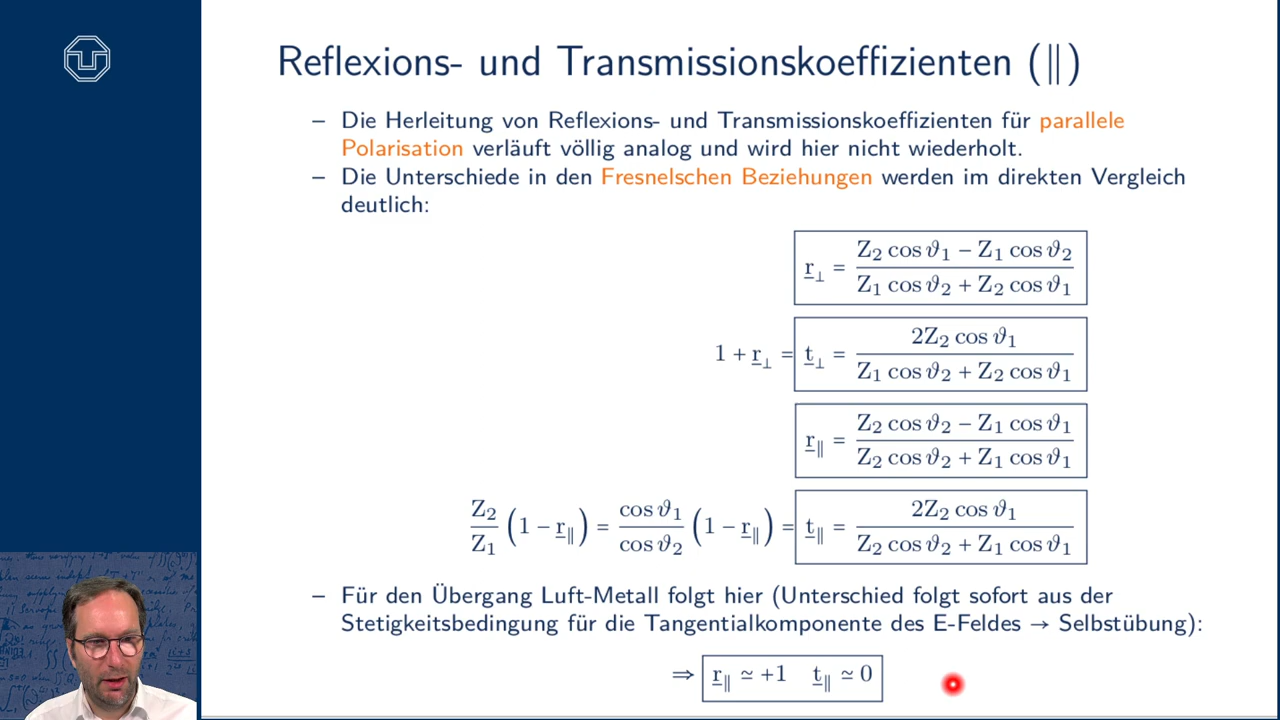 Reflexions- und Transmissionskoeffizienten (∥)
– Die Herleitung von Reflexions- und Transmissionskoeffizienten für parallele
Polarisation verläuft völlig analog und wird hier nicht wiederholt.
– Die Unterschiede in den Fresnelschen Beziehungen werden im direkten Vergleich
deutlich:
r⊥ = (Z₂ cos ϑ₁ − Z₁ cos ϑ₂) / (Z₁ cos ϑ₂ + Z₂ cos ϑ₁)
1 + r⊥ = t⊥ = 2Z₂ cos ϑ₁ / (Z₁ cos ϑ₂ + Z₂ cos ϑ₁)
r∥ = (Z₂ cos ϑ₂ − Z₁ cos ϑ₁) / (Z₂ cos ϑ₂ + Z₁ cos ϑ₁)
Z₂/Z₁ (1 − r∥) = cos ϑ₁/cos ϑ₂ (1 − r∥) = t∥ = 2Z₂ cos ϑ₁ / (Z₂ cos ϑ₂ + Z₁ cos ϑ₁)
– Für den Übergang Luft-Metall folgt hier (Unterschied folgt sofort aus der
Stetigkeitsbedingung für die Tangentialkomponente des E-Feldes → Selbstübung):
⇒ r∥ ≃ +1 t∥ ≃ 0